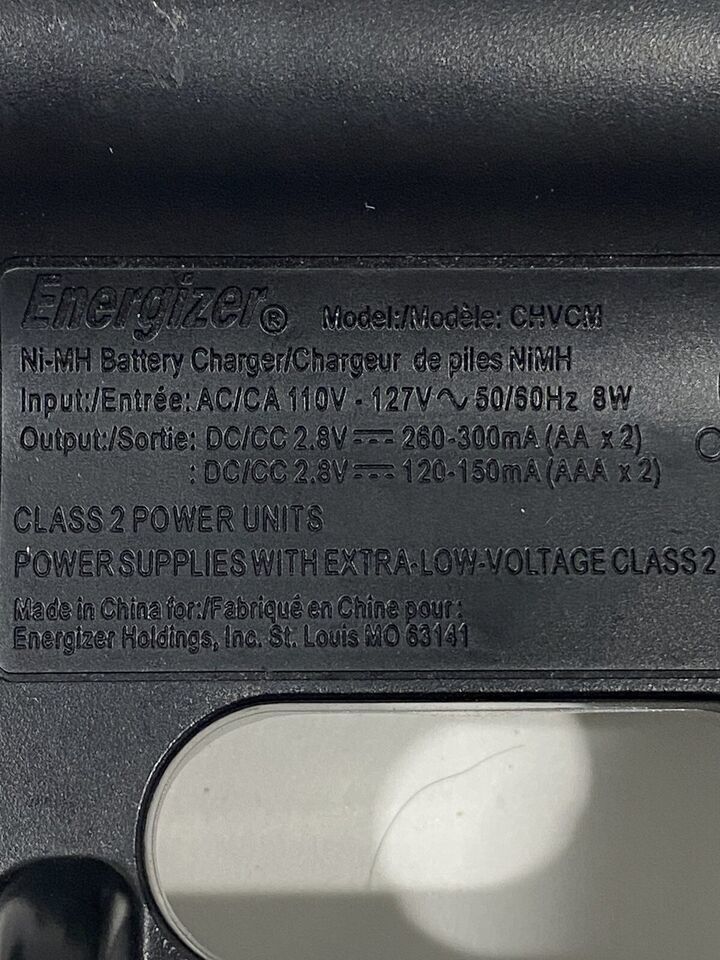 Energizer® Model:/Modèle: CHVCM
Ni-MH Battery Charger/Chargeur de piles NiMH
Input:/Entrée: AC/CA 110V - 127V ∿ 50/60Hz 8W
Output:/Sortie: DC/CC 2.8V ⎓ 260-300mA (AA x 2)
: DC/CC 2.8V ⎓ 120-150mA (AAA x 2)
CLASS 2 POWER UNITS
POWER SUPPLIES WITH EXTRA-LOW-VOLTAGE CLASS 2
Made in China for:/Fabriqué en Chine pour:
Energizer Holdings, Inc. St. Louis MO 63141